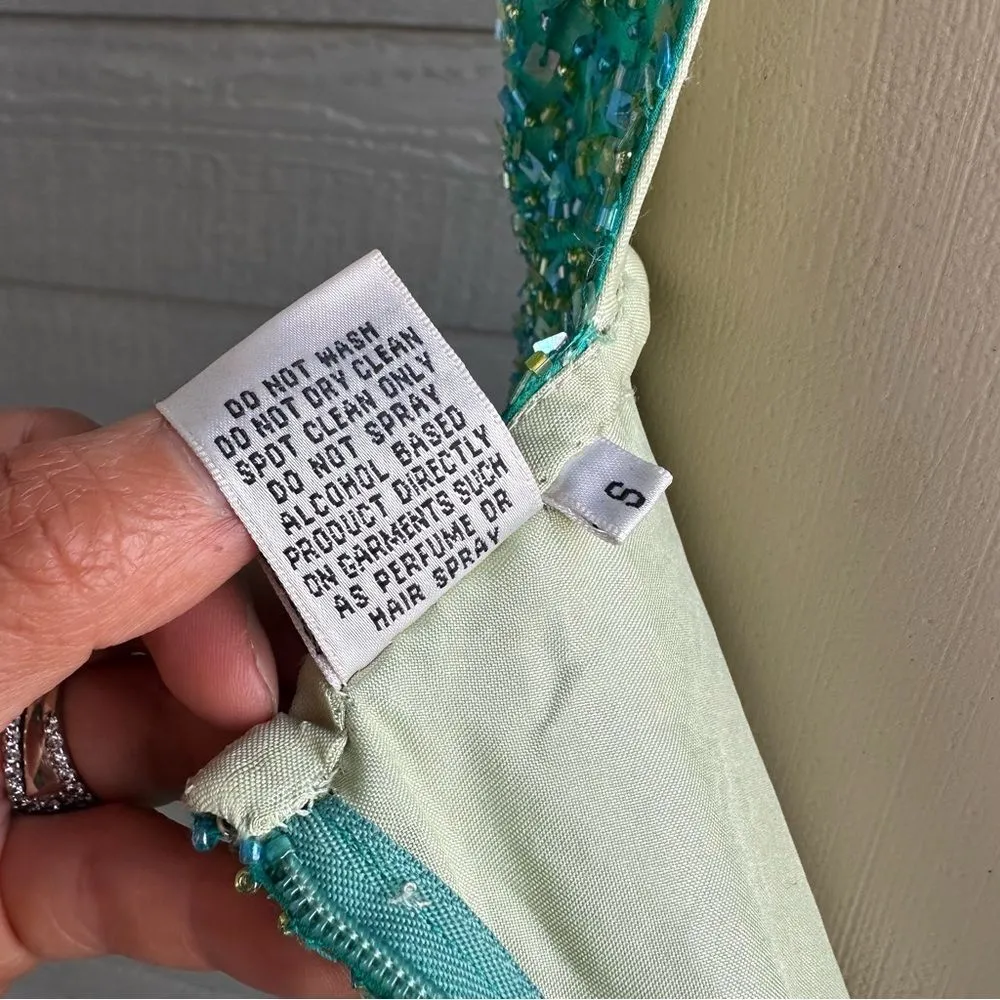 DO NOT WASH
DO NOT DRY CLEAN
SPOT CLEAN ONLY
DO NOT SPRAY
ALCOHOL BASED
PRODUCT DIRECTLY
ON GARMENTS SUCH
AS PERFUME OR
HAIR SPRAY
S